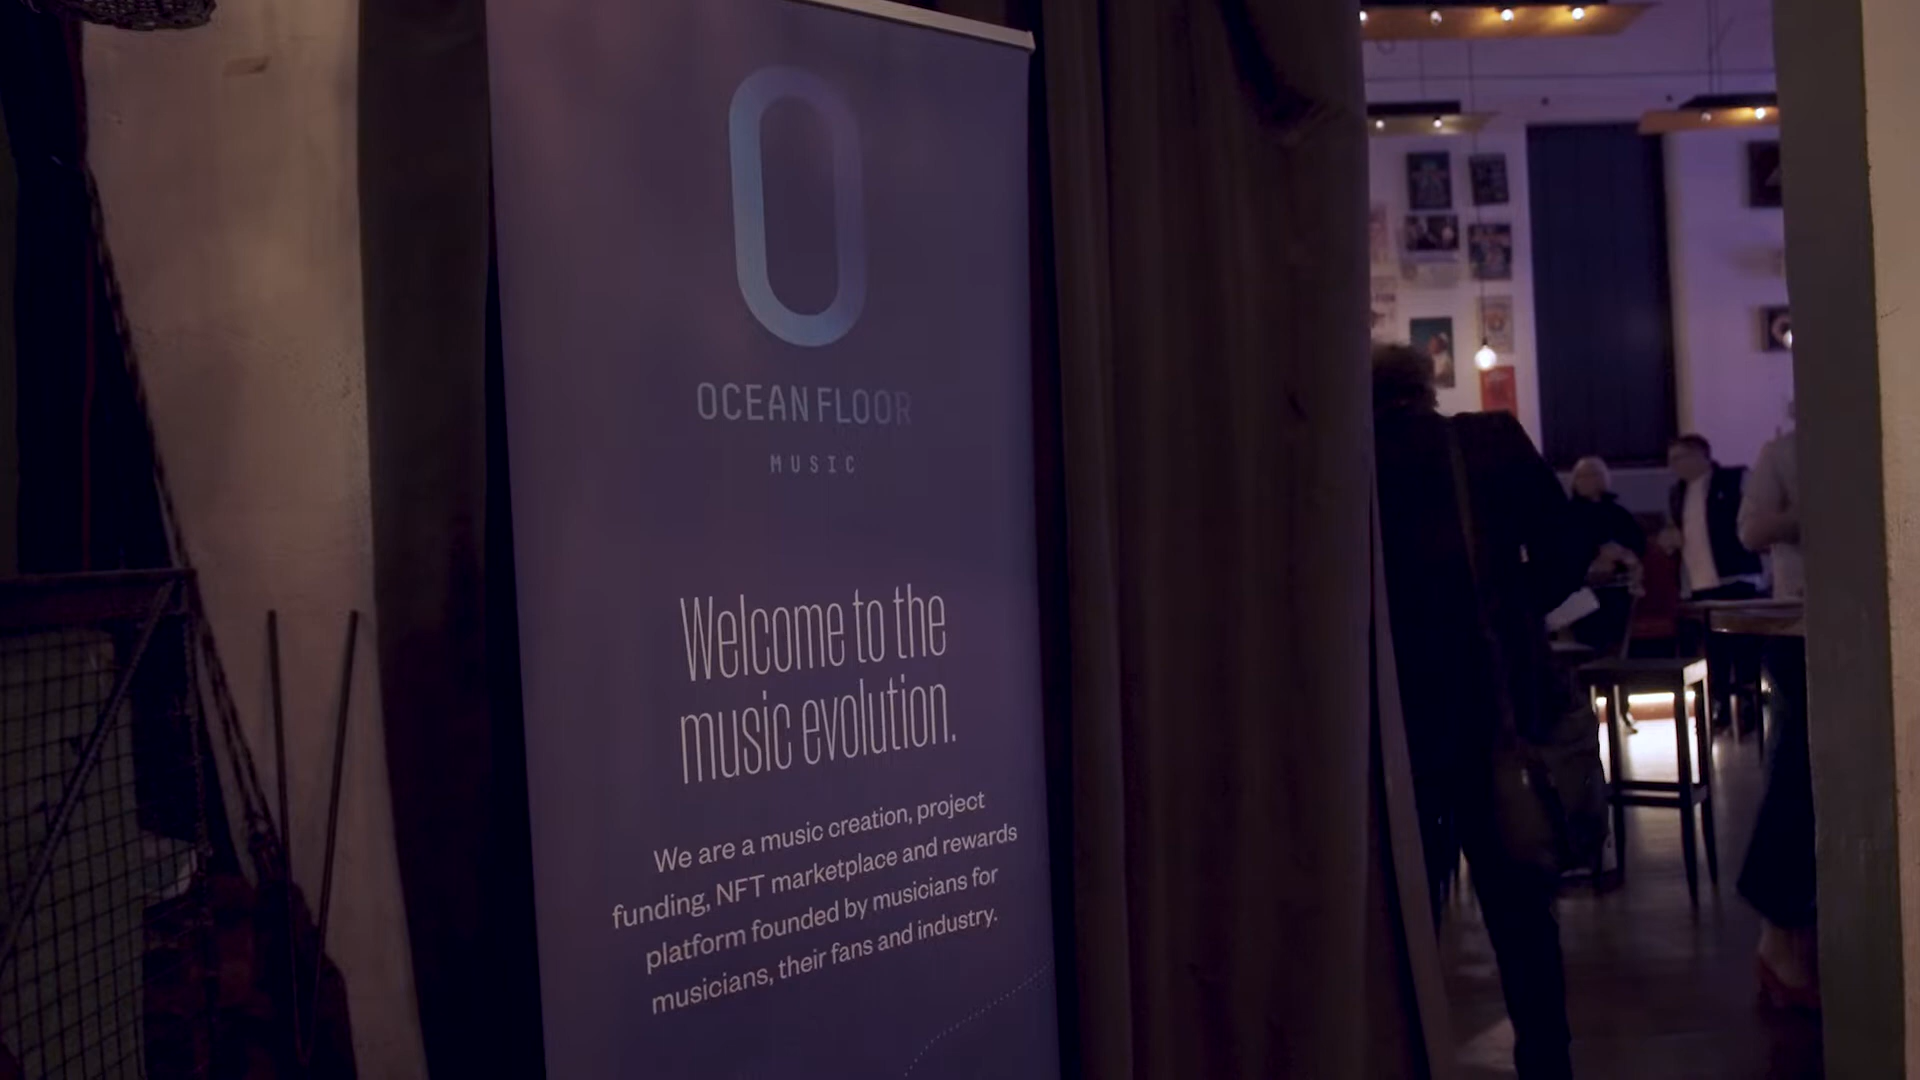 OCEAN FLOOR
MUSIC
Welcome to the
music evolution.
We are a music creation, project
funding, NFT marketplace and rewards
platform founded by musicians for
musicians, their fans and industry.